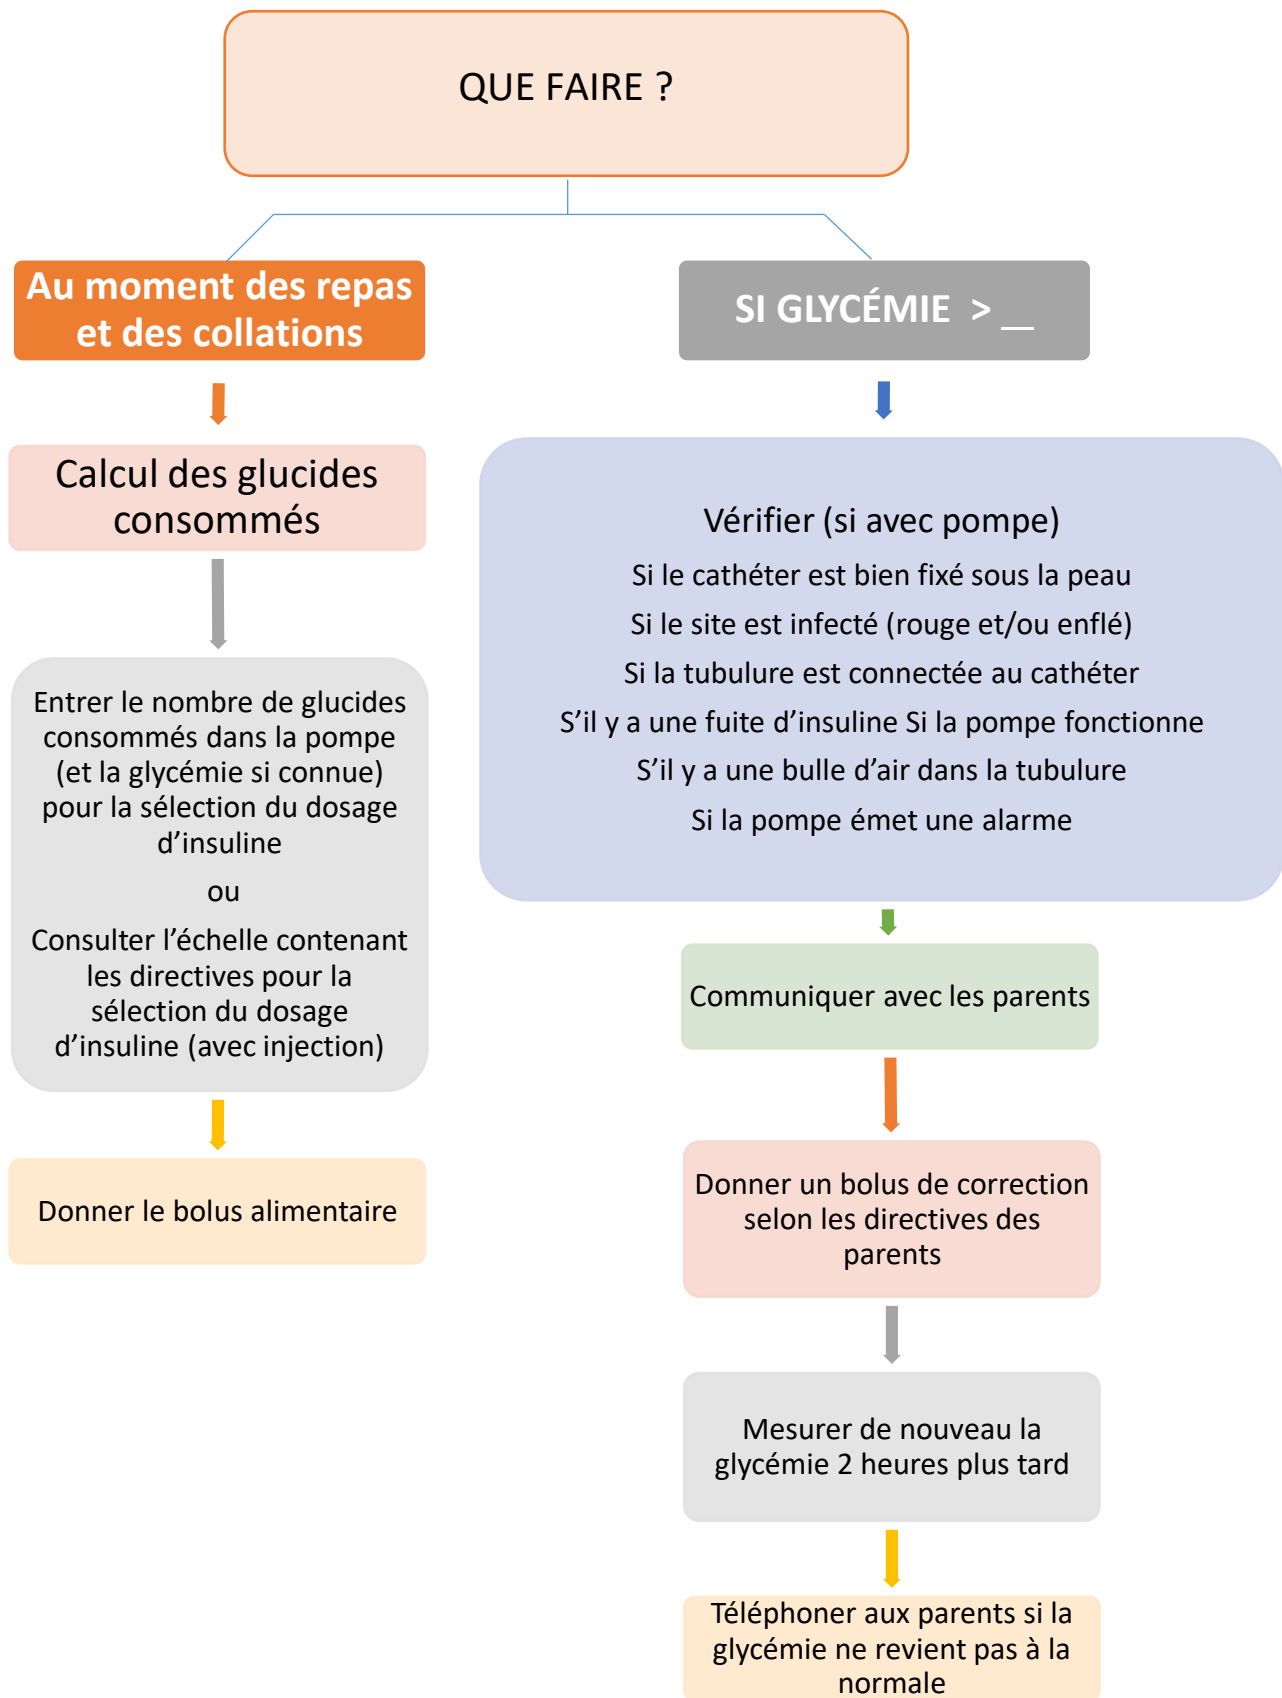 QUE FAIRE ?
Au moment des repas
et des collations
Calcul des glucides
consommés
Entrer le nombre de glucides
consommés dans la pompe
(et la glycémie si connue)
pour la sélection du dosage
d’insuline
ou
Consulter l’échelle contenant
les directives pour la
sélection du dosage
d’insuline (avec injection)
Donner le bolus alimentaire
SI GLYCÉMIE > __
Vérifier (si avec pompe)
Si le cathéter est bien fixé sous la peau
Si le site est infecté (rouge et/ou enflé)
Si la tubulure est connectée au cathéter
S’il y a une fuite d’insuline Si la pompe fonctionne
S’il y a une bulle d’air dans la tubulure
Si la pompe émet une alarme
Communiquer avec les parents
Donner un bolus de correction
selon les directives des
parents
Mesurer de nouveau la
glycémie 2 heures plus tard
Téléphoner aux parents si la
glycémie ne revient pas à la
normale